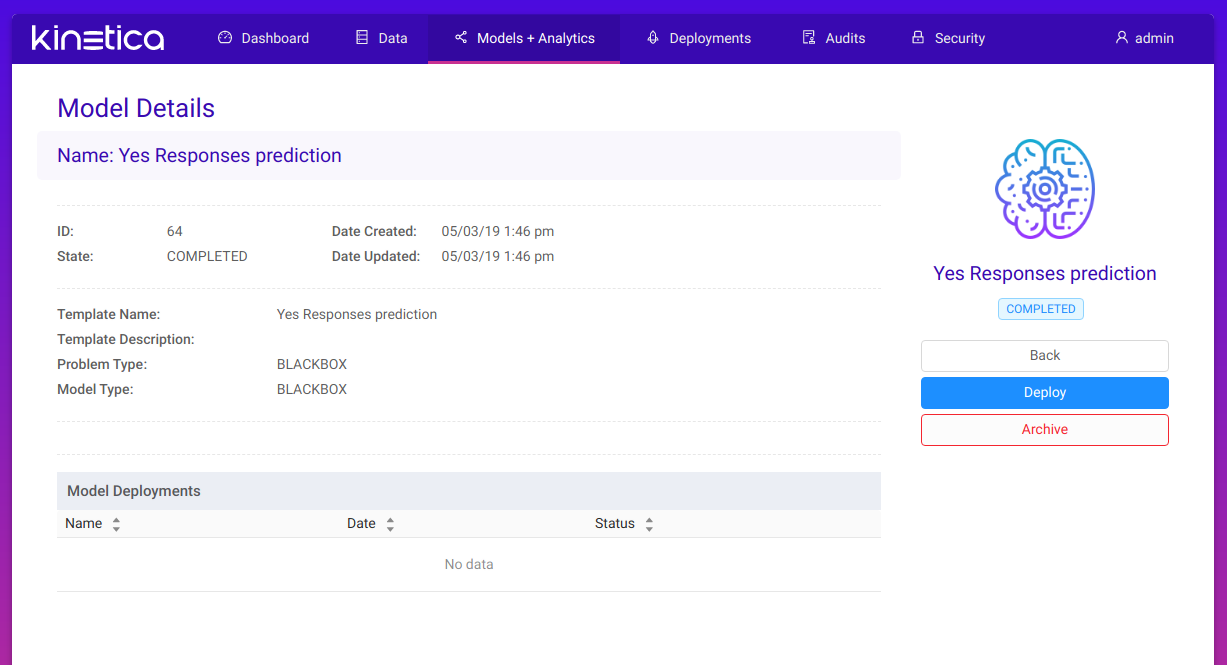 kinetica Dashboard Data Models + Analytics Deployments Audits Security admin
Model Details
Name: Yes Responses prediction
ID: 64 Date Created: 05/03/19 1:46 pm
State: COMPLETED Date Updated: 05/03/19 1:46 pm
Template Name: Yes Responses prediction
Template Description:
Problem Type: BLACKBOX
Model Type: BLACKBOX
Model Deployments
Name Date Status
No data
Yes Responses prediction
COMPLETED
Back
Deploy
Archive